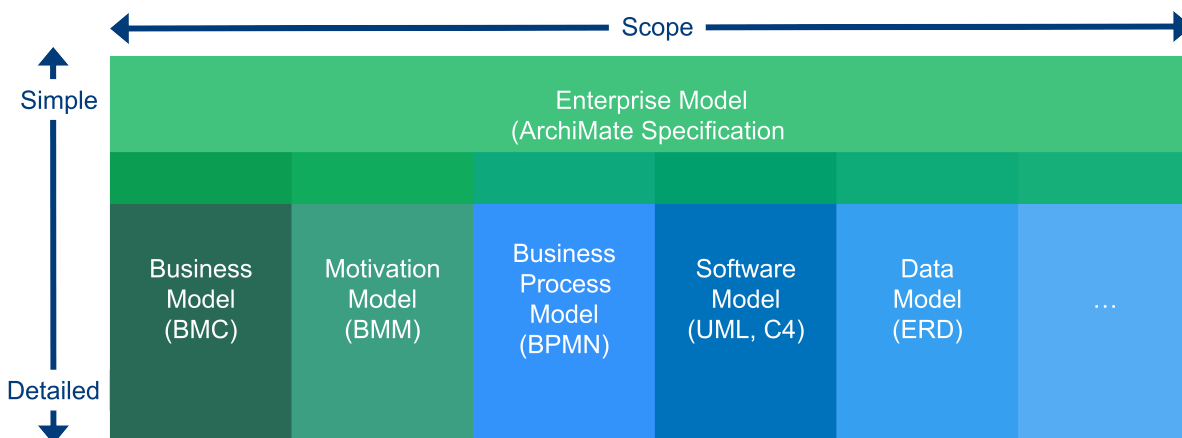 Scope
Simple
Enterprise Model
(ArchiMate Specification
Business
Model
(BMC)
Motivation
Model
(BMM)
Business
Process
Model
(BPMN)
Software
Model
(UML, C4)
Data
Model
(ERD)
...
Detailed